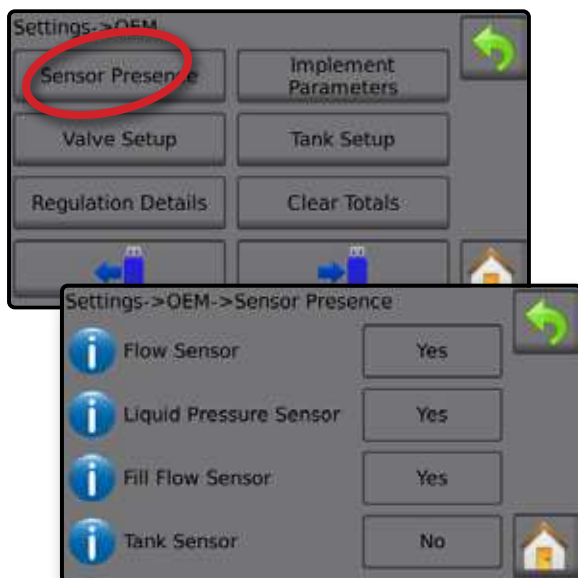 Settings->OEM
Sensor Presence
Implement
Parameters
Valve Setup
Tank Setup
Regulation Details
Clear Totals
Settings->OEM->Sensor Presence
Flow Sensor
Yes
Liquid Pressure Sensor
Yes
Fill Flow Sensor
Yes
Tank Sensor
No